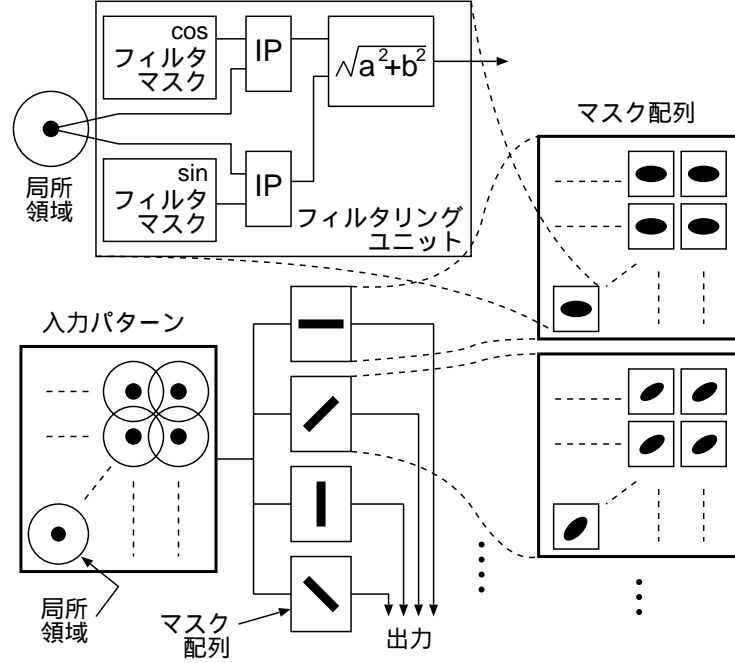 cos
フィルタ
マスク
IP
√a²+b²
sin
フィルタ
マスク
IP
フィルタリング
ユニット
局所
領域
マスク配列
入力パターン
局所
領域
マスク
配列
出力